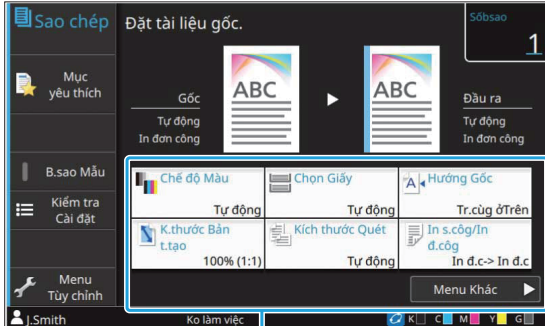 Sao chép
Đặt tài liệu gốc.
Sốbsao
1
Mục
yêu thích
ABC
ABC
Gốc
Tự động
In đơn công
Đầu ra
Tự động
In đơn công
B.sao Mẫu
Kiểm tra
Cài đặt
Menu
Tùy chỉnh
Chế độ Màu
Tự động
Chọn Giấy
Tự động
A
Hướng Gốc
Tr.cùg ởTrên
K.thước Bản
t.tạo
100% (1:1)
Kích thước Quét
Tự động
In s.côg/In
đ.côg
In đ.c-> In đ.c
Menu Khác
J.Smith
Ko làm việc
K C M Y G